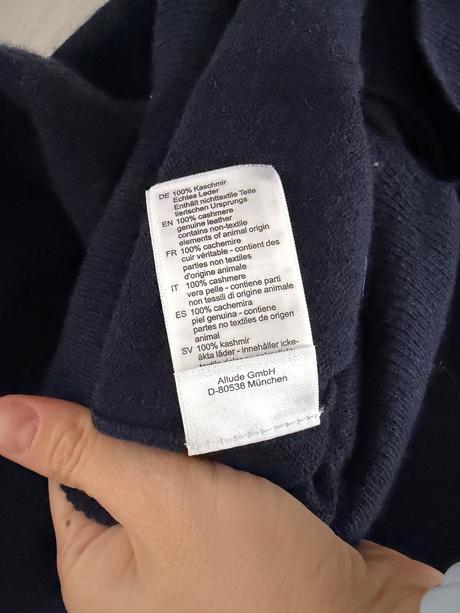 DE 100% Kaschmir
Echtes Leder
Enthält nichttextile Teile
tierischen Ursprungs
EN 100% cashmere
genuine leather
contains non-textile
elements of animal origin
FR 100% cachemire
cuir véritable - contient des
parties non textiles
d'origine animale
IT 100% cashmere
vera pelle - contiene parti
non tessili di origine animale
ES 100% cachemira
piel genuina - contiene
partes no textiles de origen
animal
SV 100% kashmir
äkta läder - innehåller icke-
Allude GmbH
D-80538 München